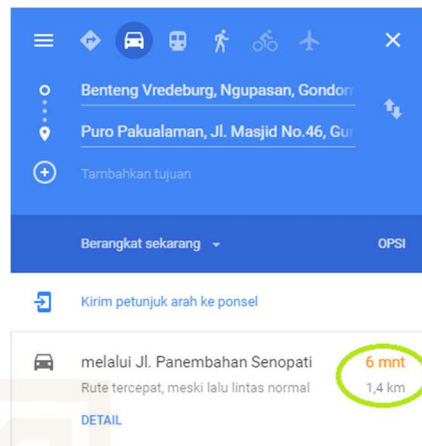 Benteng Vredeburg, Ngupasan, Gondom
Puro Pakualaman, Jl. Masjid No.46, Gu
Tambahkan tujuan
Berangkat sekarang
OPSI
Kirim petunjuk arah ke ponsel
melalui Jl. Panembahan Senopati
6 mnt
Rute tercepat, meski lalu lintas normal
1,4 km
DETAIL